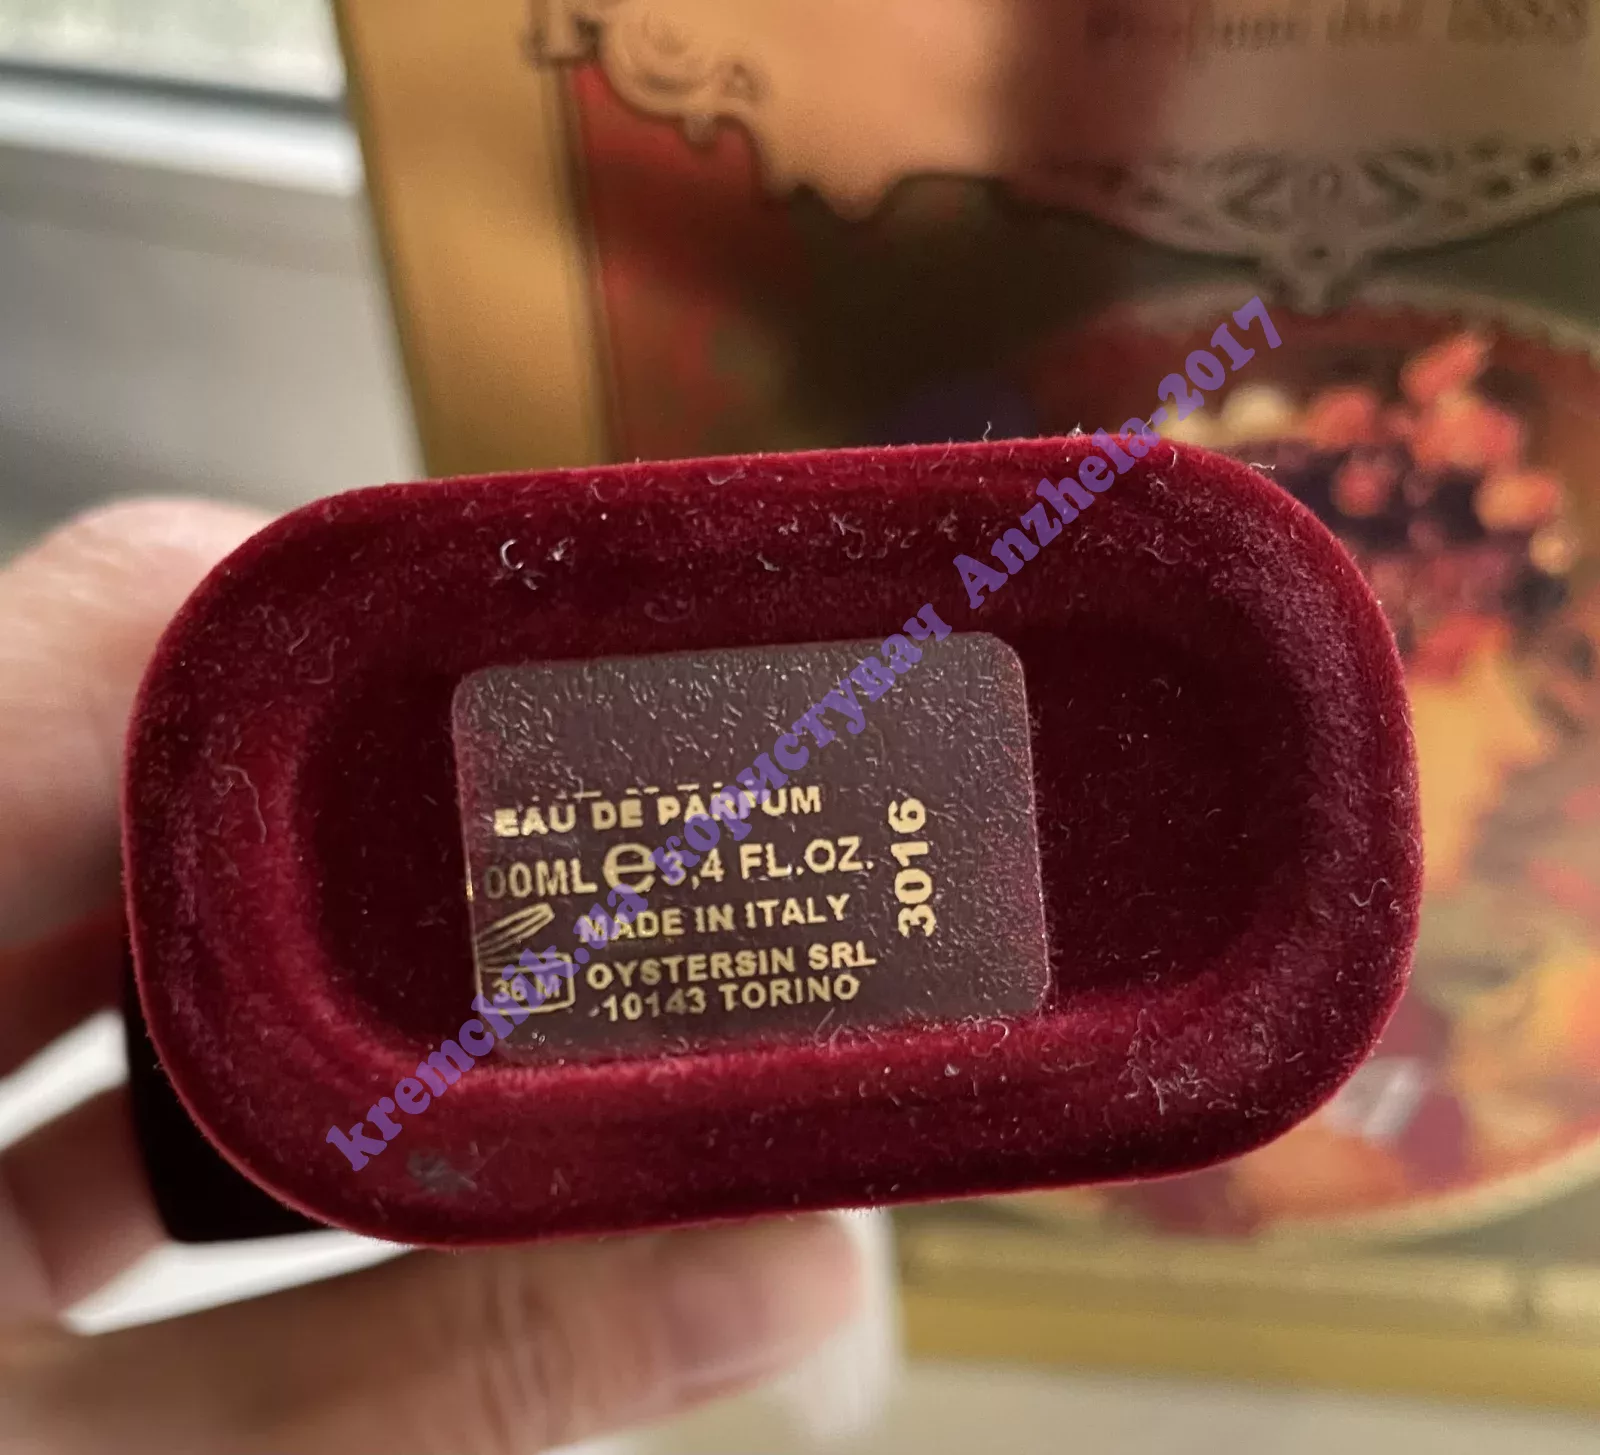 EAU DE PARFUM
00ML e 3,4 FL.OZ.
MADE IN ITALY
36 M
OYSTERSIN SRL
10143 TORINO
3016
kremchik.ua користувач Anzhela-2017